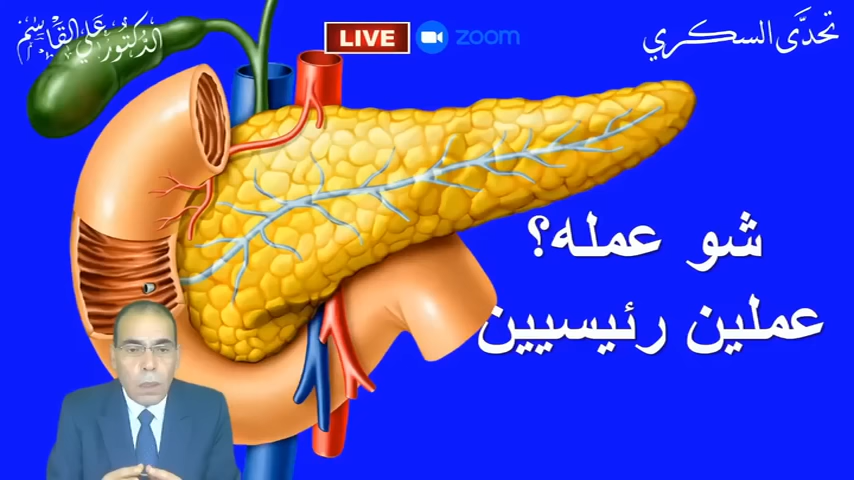 الدكتور علي القاسم
LIVE
zoom
تحدَّى السكري
شو عمله؟
عملين رئيسيين